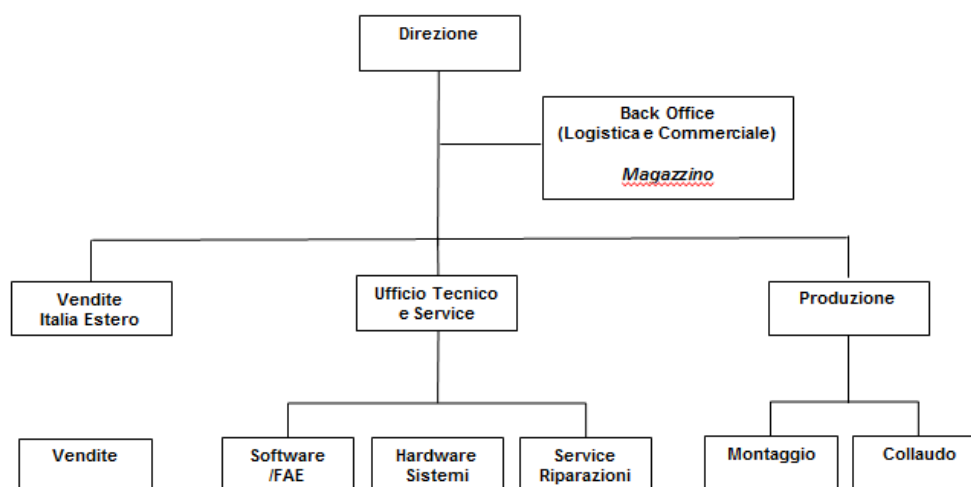 Direzione
Back Office
(Logistica e Commerciale)
Magazzino
Vendite
Italia Estero
Ufficio Tecnico
e Service
Produzione
Vendite
Software
/FAE
Hardware
Sistemi
Service
Riparazioni
Montaggio
Collaudo